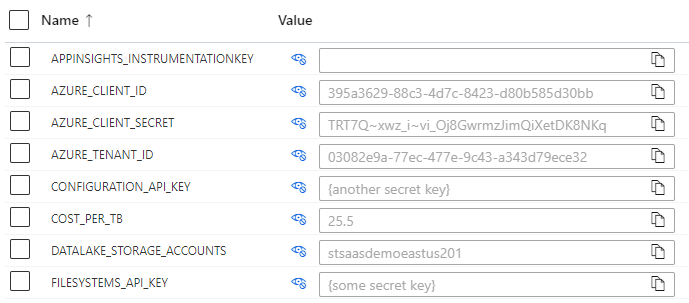 Name ↑ Value
APPINSIGHTS_INSTRUMENTATIONKEY
AZURE_CLIENT_ID 395a3629-88c3-4d7c-8423-d80b585d30bb
AZURE_CLIENT_SECRET TRT7Q~xwz_i~vi_Oj8GwrmzJimQiXetDK8NKq
AZURE_TENANT_ID 03082e9a-77ec-477e-9c43-a343d79ece32
CONFIGURATION_API_KEY {another secret key}
COST_PER_TB 25.5
DATALAKE_STORAGE_ACCOUNTS stsaasdemoeastus201
FILESYSTEMS_API_KEY {some secret key}